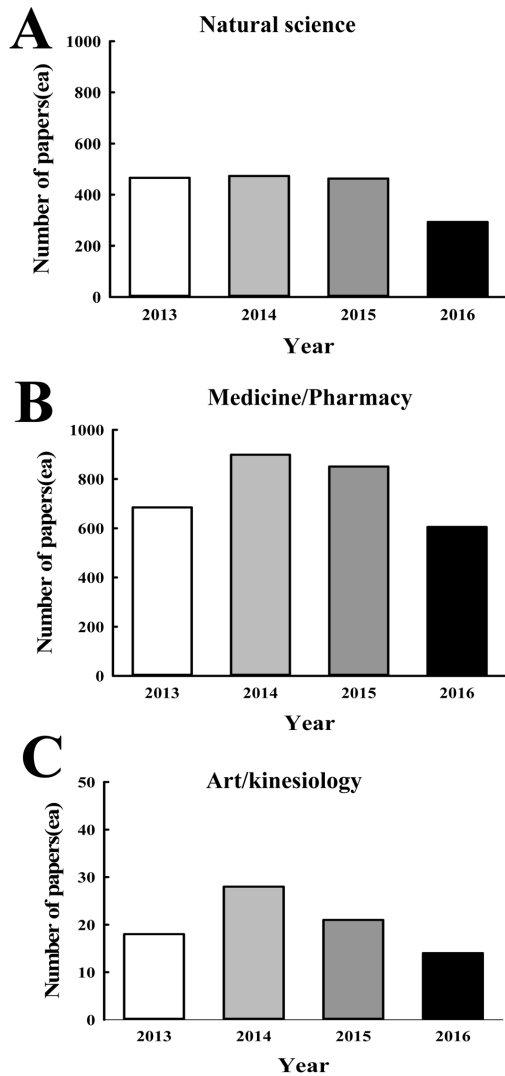 A
Natural science
Number of papers(ea)
1000
800
600
400
200
0
2013 2014 2015 2016
Year
B
Medicine/Pharmacy
Number of papers(ea)
1000
800
600
400
200
0
2013 2014 2015 2016
Year
C
Art/kinesiology
Number of papers(ea)
50
40
30
20
10
0
2013 2014 2015 2016
Year